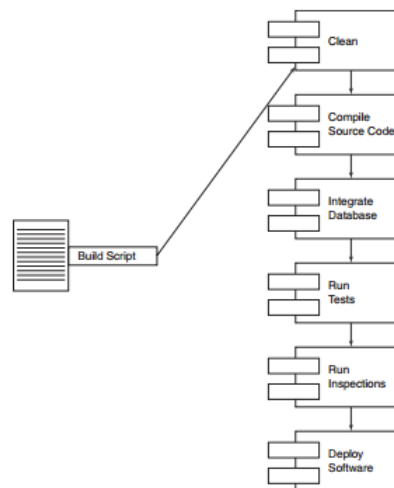 Clean
Compile
Source Code
Integrate
Database
Build Script
Run
Tests
Run
Inspections
Deploy
Software